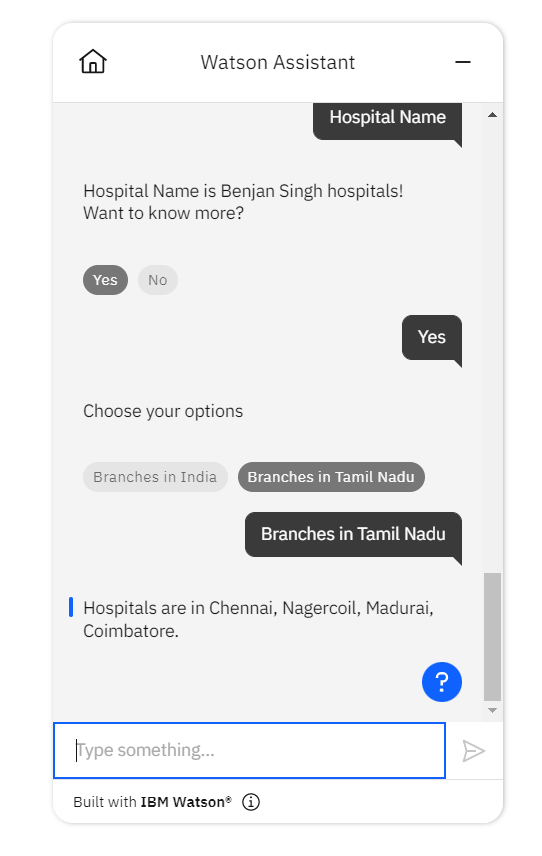 Watson Assistant
Hospital Name
Hospital Name is Benjan Singh hospitals!
Want to know more?
Yes No
Yes
Choose your options
Branches in India Branches in Tamil Nadu
Branches in Tamil Nadu
Hospitals are in Chennai, Nagercoil, Madurai,
Coimbatore.
?
Type something...
Built with IBM Watson®